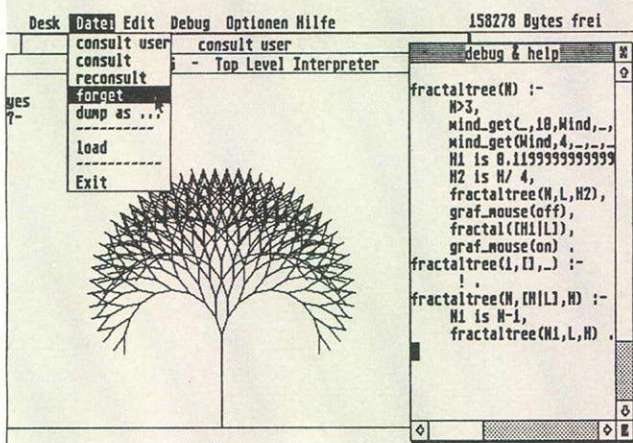 Desk Datei Edit Debug Optionen Hilfe 158278 Bytes frei
consult user
consult
reconsult
forget
dump as ...
----------
load
----------
Exit
consult user
- Top Level Interpreter
yes
?-
debug & help
fractaltree(N) :-
N>3,
wind_get(_,10,Wind,_,
wind_get(Wind,4,_,_,_
H1 is 0.1199999999999
H2 is H/ 4,
fractaltree(N,L,H2),
graf_mouse(off),
fractal([H1|L]),
graf_mouse(on) .
fractaltree(1,[],_) :-
! .
fractaltree(N,[H|L],H) :-
N1 is N-1,
fractaltree(N1,L,H) .